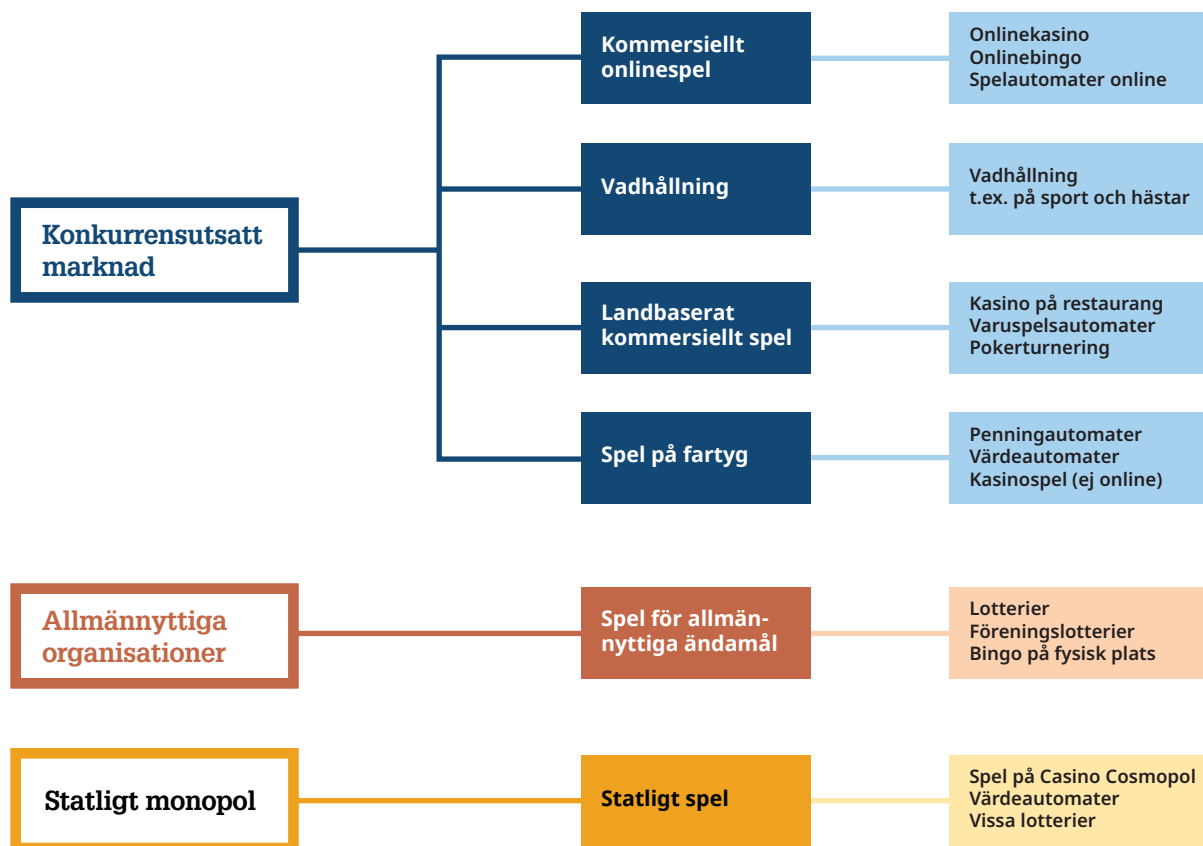 Konkurrensutsatt
marknad
Kommersiellt
onlinespel
Onlinekasino
Onlinebingo
Spelautomater online
Vadhållning
Vadhållning
t.ex. på sport och hästar
Landbaserat
kommersiellt spel
Kasino på restaurang
Varuspelsautomater
Pokerturnering
Spel på fartyg
Penningautomater
Värdeautomater
Kasinospel (ej online)
Allmännyttiga
organisationer
Spel för allmän-
nyttiga ändamål
Lotterier
Föreningslotterier
Bingo på fysisk plats
Statligt monopol
Statligt spel
Spel på Casino Cosmopol
Värdeautomater
Vissa lotterier